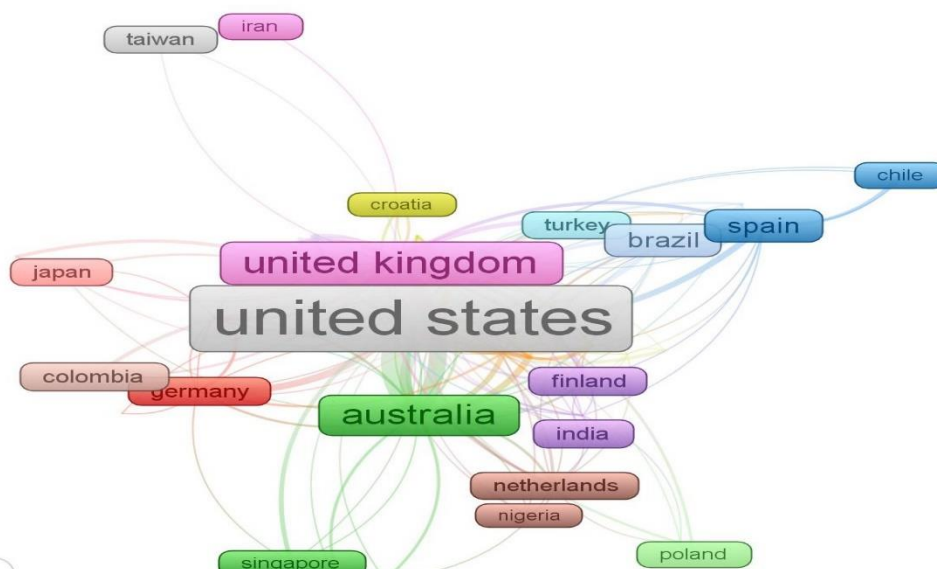 iran
taiwan
chile
croatia
turkey
spain
brazil
united kingdom
japan
united states
colombia
finland
germany
australia
india
netherlands
nigeria
poland
singapore